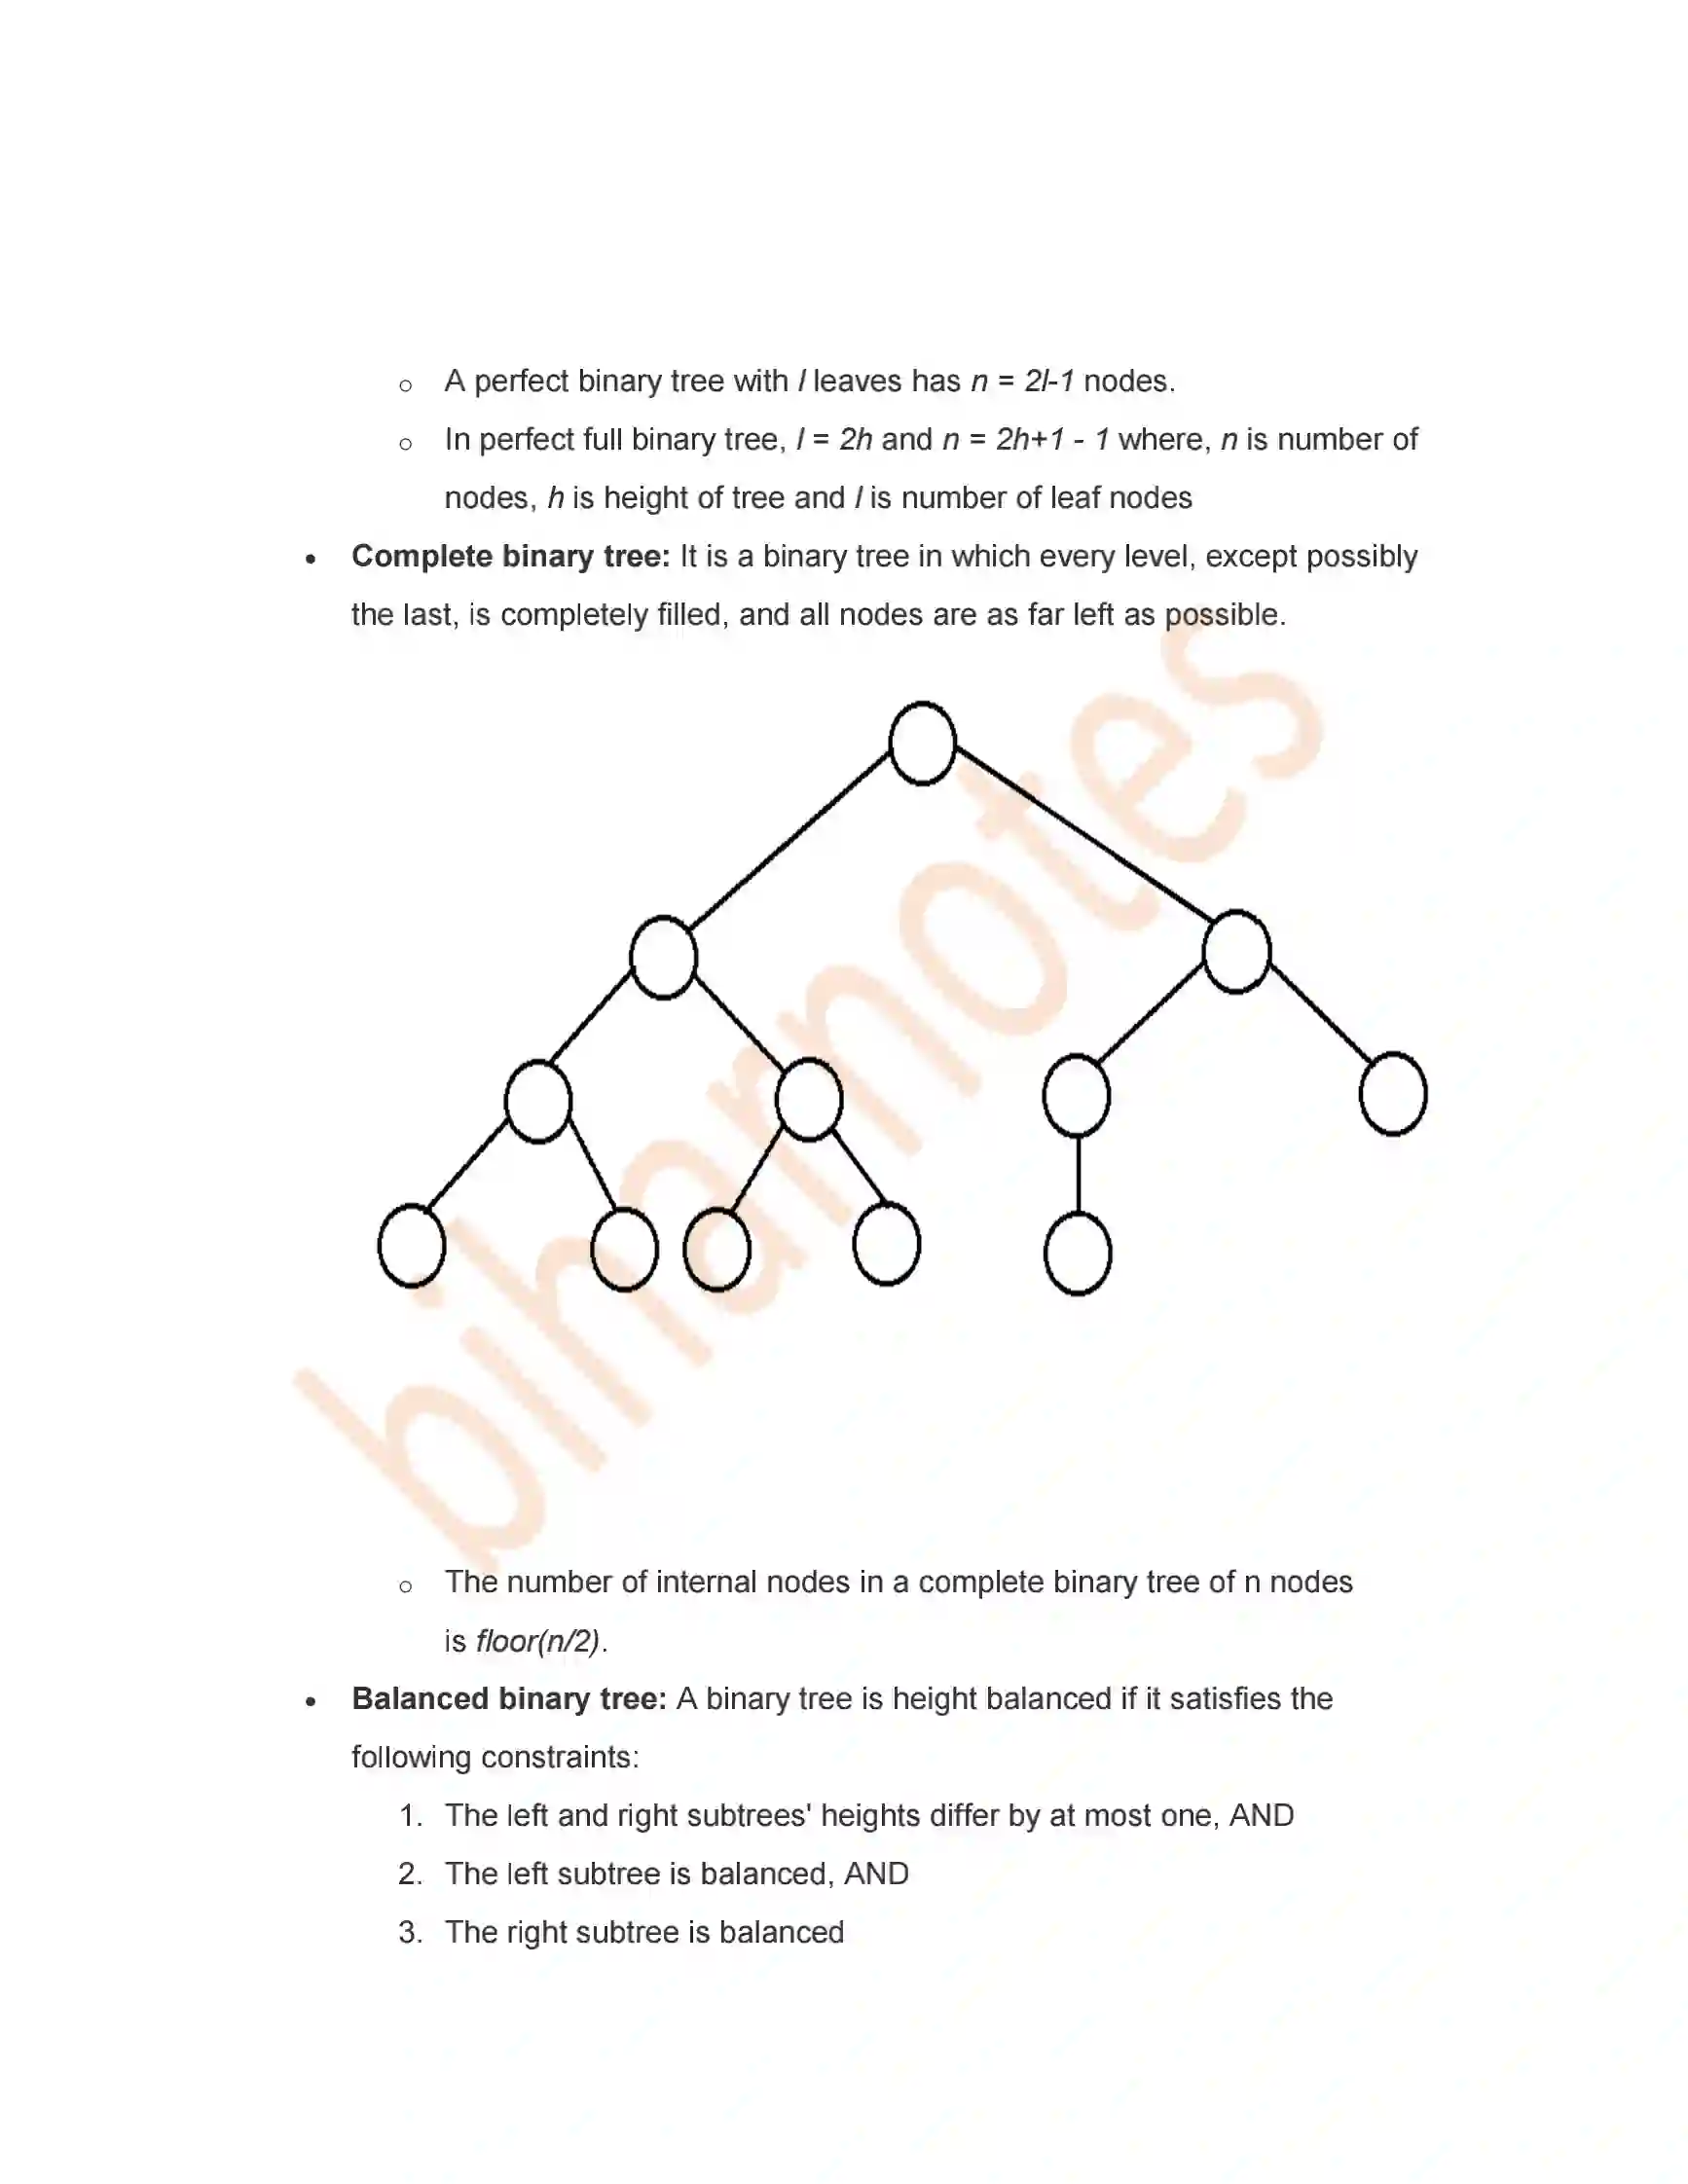 o A perfect binary tree with l leaves has n = 2l-1 nodes.
o In perfect full binary tree, l = 2h and n = 2h+1 - 1 where, n is number of
nodes, h is height of tree and l is number of leaf nodes
• Complete binary tree: It is a binary tree in which every level, except possibly
the last, is completely filled, and all nodes are as far left as possible.
bihamotes
o The number of internal nodes in a complete binary tree of n nodes
is floor(n/2).
• Balanced binary tree: A binary tree is height balanced if it satisfies the
following constraints:
1. The left and right subtrees' heights differ by at most one, AND
2. The left subtree is balanced, AND
3. The right subtree is balanced